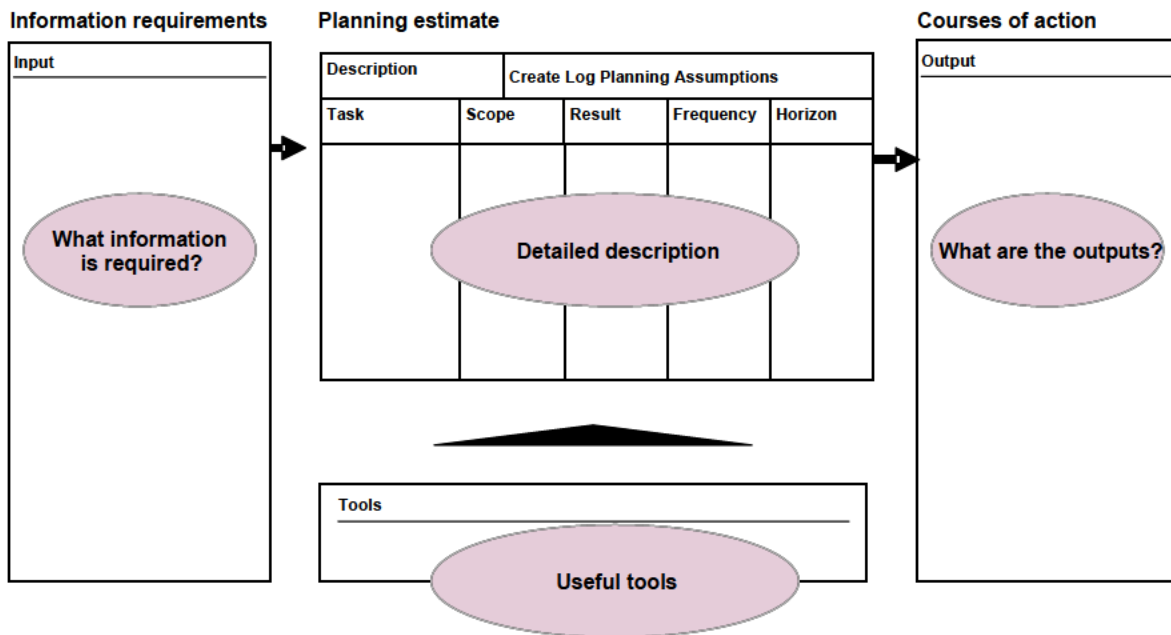 Information requirements
Planning estimate
Courses of action
Input
Description
Create Log Planning Assumptions
Output
Task
Scope
Result
Frequency
Horizon
What information
is required?
Detailed description
What are the outputs?
Tools
Useful tools